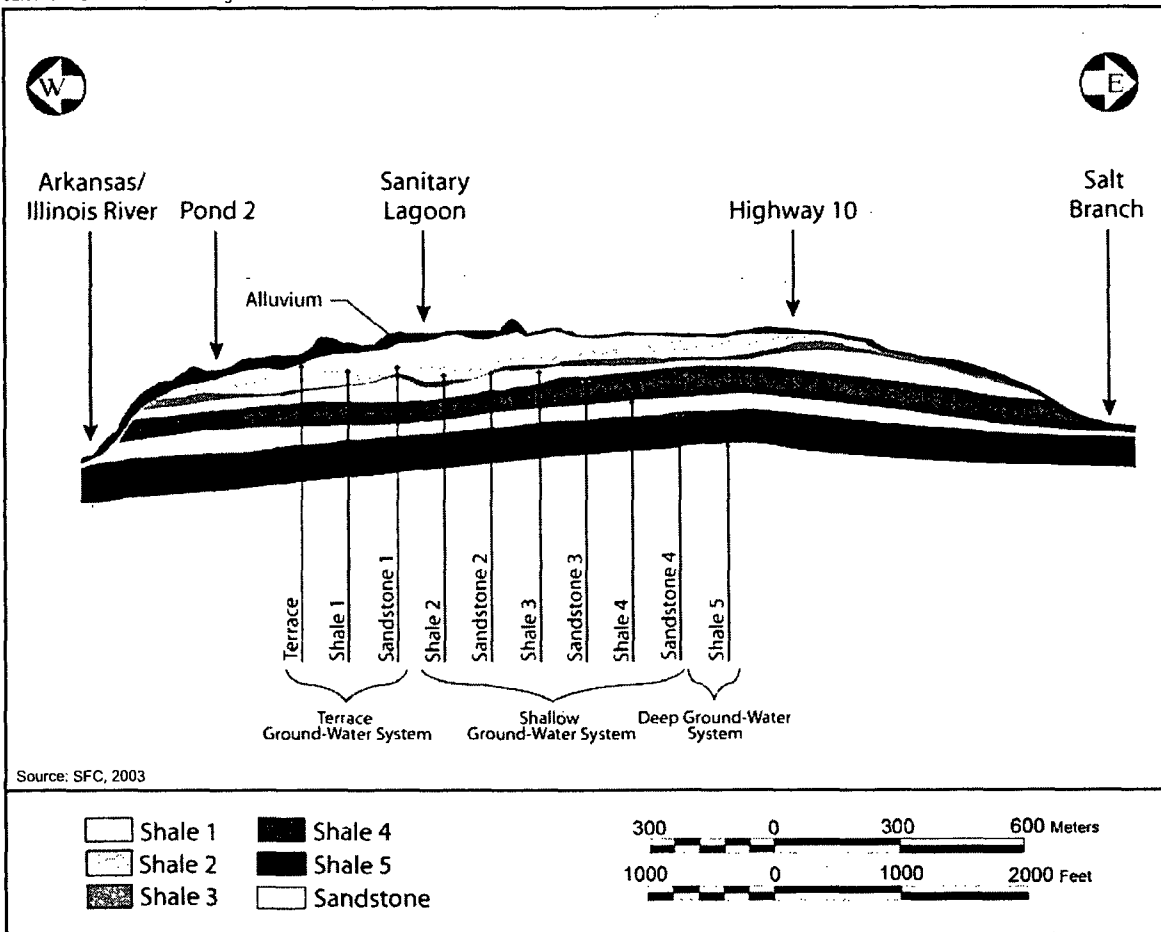 W
E
Arkansas/
Illinois River
Pond 2
Sanitary
Lagoon
Highway 10
Salt
Branch
Alluvium
Terrace
Shale 1
Sandstone 1
Shale 2
Sandstone 2
Shale 3
Sandstone 3
Shale 4
Sandstone 4
Shale 5
Terrace
Ground-Water System
Shallow
Ground-Water System
Deep Ground-Water
System
Source: SFC, 2003
Shale 1
Shale 2
Shale 3
Shale 4
Shale 5
Sandstone
300 0 300 600 Meters
1000 0 1000 2000 Feet